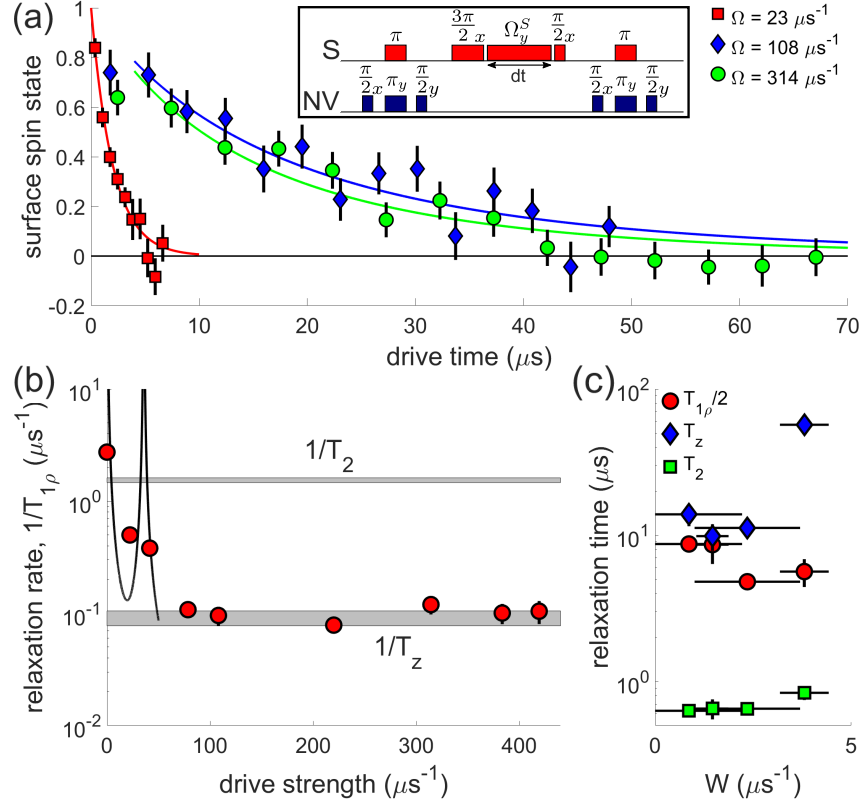 (a)
surface spin state
1
0.8
0.6
0.4
0.2
0
-0.2
0 10 20 30 40 50 60 70
drive time (μs)
S
π
3π/2 x
Ω_y^S
π/2 x
π
dt
NV
π/2 x π_y π/2 y
π/2 x π_y π/2 y
Ω = 23 μs⁻¹
Ω = 108 μs⁻¹
Ω = 314 μs⁻¹
(b)
relaxation rate, 1/T₁ρ (μs⁻¹)
10¹
10⁰
10⁻¹
10⁻²
1/T₂
1/T_z
0 100 200 300 400
drive strength (μs⁻¹)
(c)
relaxation time (μs)
10²
10¹
10⁰
T₁ρ/2
T_z
T₂
0 5
W (μs⁻¹)